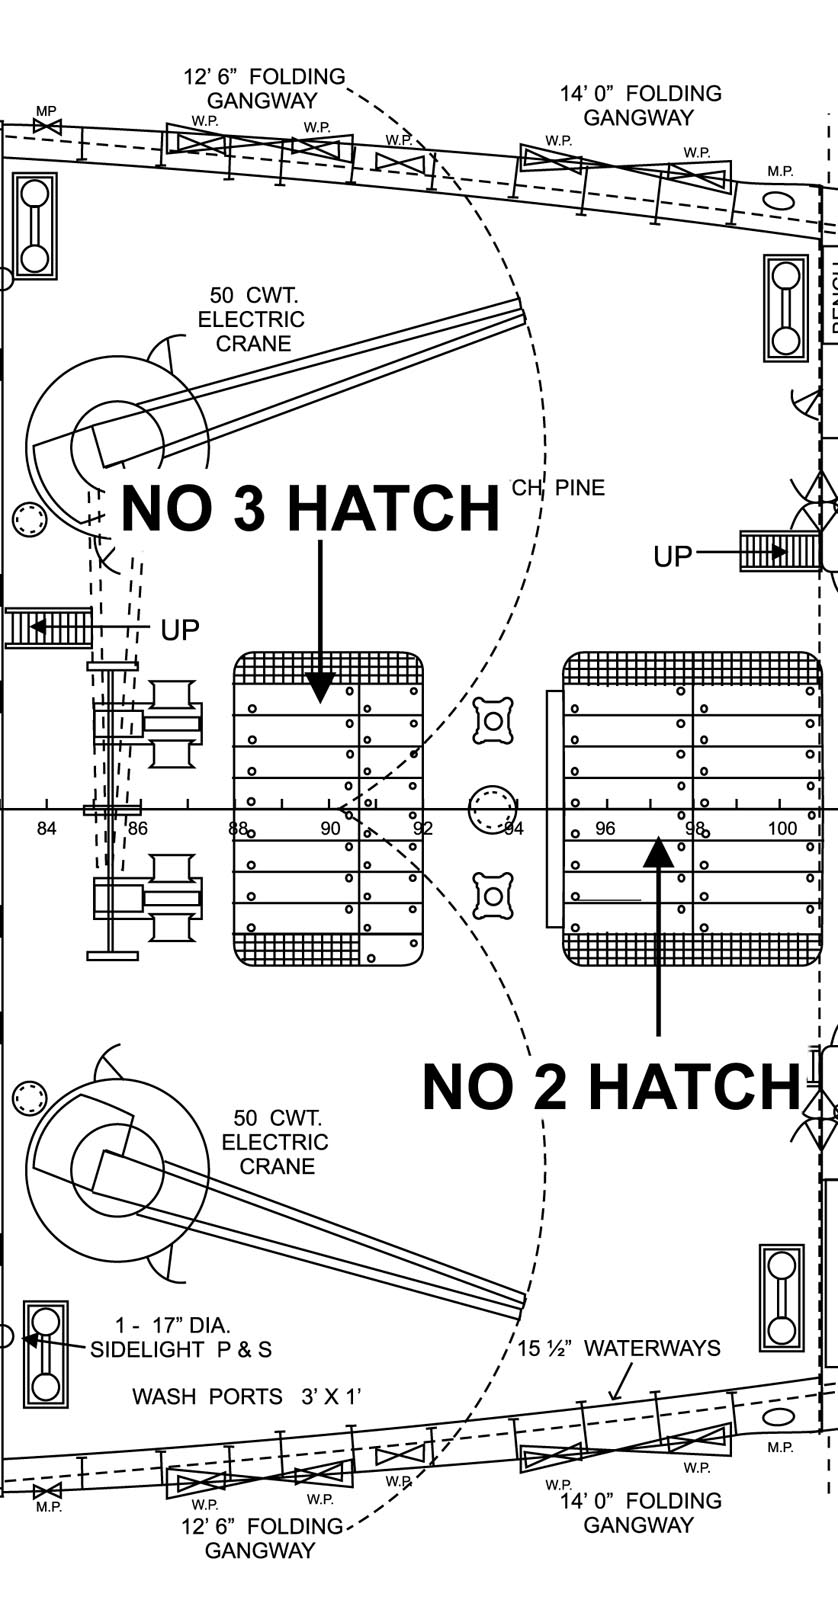 12’ 6” FOLDING
GANGWAY
14’ 0” FOLDING
GANGWAY
MP
W.P.
W.P.
W.P.
W.P.
W.P.
M.P.
BENCH
50 CWT.
ELECTRIC
CRANE
NO 3 HATCH
CH PINE
UP
UP
84 86 88 90 92 94 96 98 100
NO 2 HATCH
50 CWT.
ELECTRIC
CRANE
1 - 17” DIA.
SIDELIGHT P & S
15 ½” WATERWAYS
WASH PORTS 3’ X 1’
M.P.
W.P.
W.P.
W.P.
W.P.
W.P.
M.P.
12’ 6” FOLDING
GANGWAY
14’ 0” FOLDING
GANGWAY